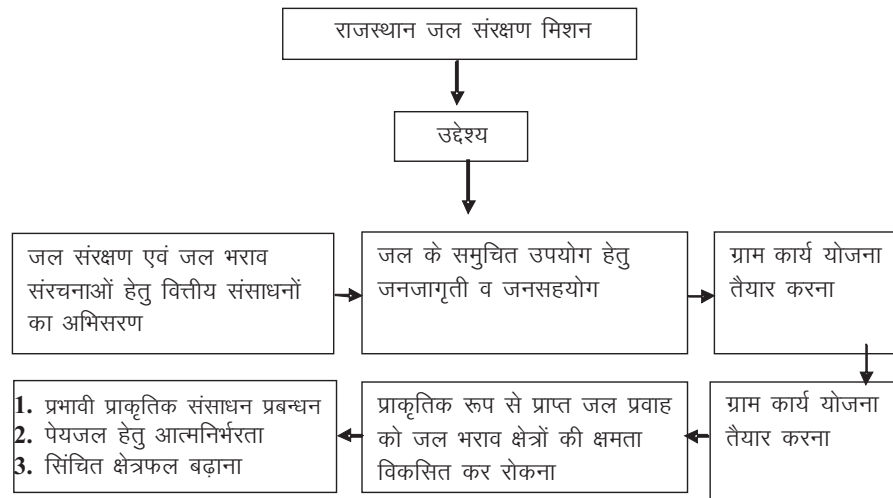 राजस्थान जल संरक्षण मिशन
उद्देश्य
जल संरक्षण एवं जल भराव
संरचनाओं हेतु वित्तीय संसाधनों
का अभिसरण
जल के समुचित उपयोग हेतु
जनजागृती व जनसहयोग
ग्राम कार्य योजना
तैयार करना
ग्राम कार्य योजना
तैयार करना
प्राकृतिक रूप से प्राप्त जल प्रवाह
को जल भराव क्षेत्रों की क्षमता
विकसित कर रोकना
1. प्रभावी प्राकृतिक संसाधन प्रबन्धन
2. पेयजल हेतु आत्मनिर्भरता
3. सिंचित क्षेत्रफल बढ़ाना